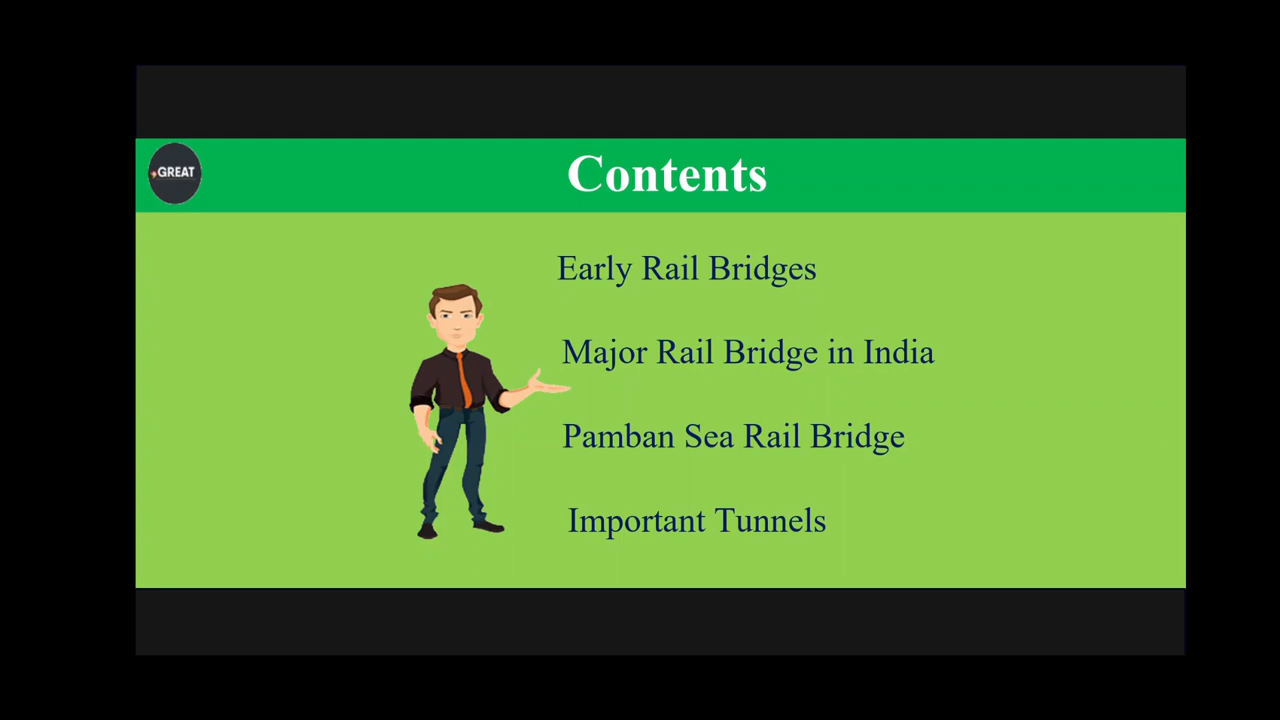 GREAT
Contents
Early Rail Bridges
Major Rail Bridge in India
Pamban Sea Rail Bridge
Important Tunnels